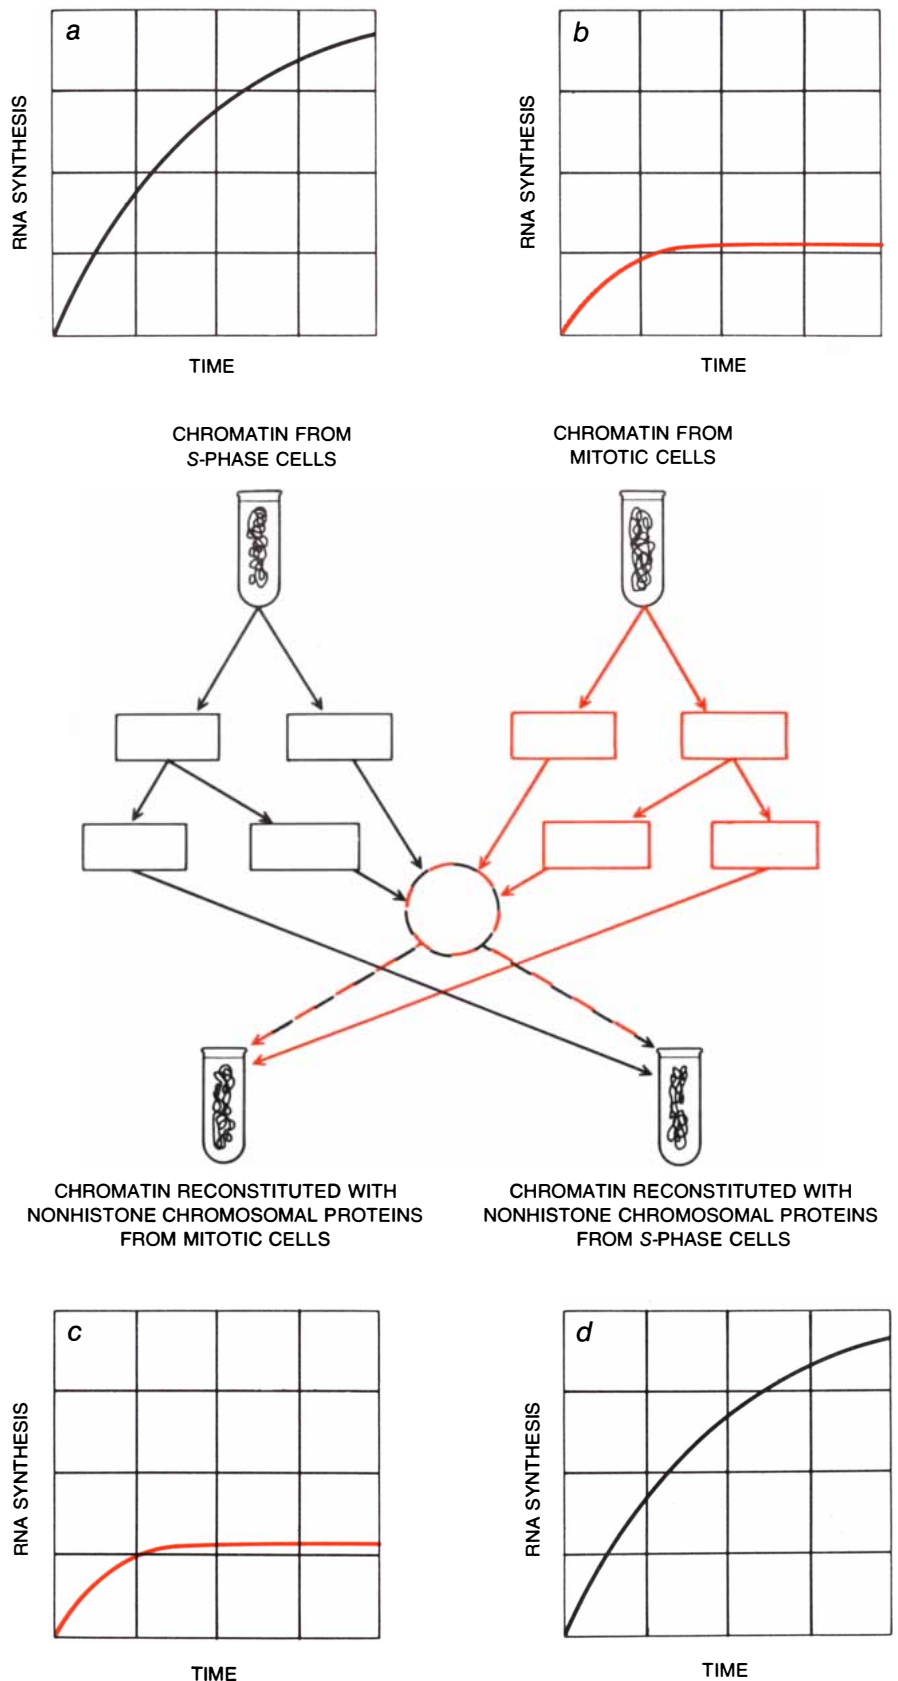 a
RNA SYNTHESIS
TIME
b
RNA SYNTHESIS
TIME
CHROMATIN FROM
S-PHASE CELLS
CHROMATIN FROM
MITOTIC CELLS
CHROMATIN RECONSTITUTED WITH
NONHISTONE CHROMOSOMAL PROTEINS
FROM MITOTIC CELLS
CHROMATIN RECONSTITUTED WITH
NONHISTONE CHROMOSOMAL PROTEINS
FROM S-PHASE CELLS
c
RNA SYNTHESIS
TIME
d
RNA SYNTHESIS
TIME